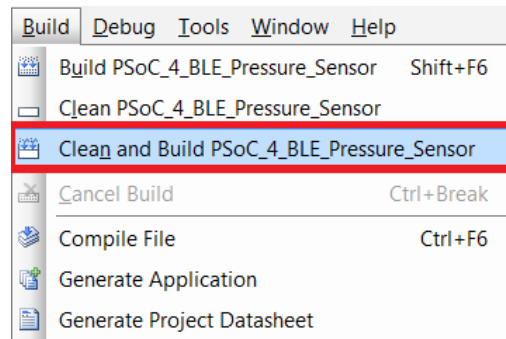 Build Debug Tools Window Help
Build PSoC_4_BLE_Pressure_Sensor Shift+F6
Clean PSoC_4_BLE_Pressure_Sensor
Clean and Build PSoC_4_BLE_Pressure_Sensor
Cancel Build Ctrl+Break
Compile File Ctrl+F6
Generate Application
Generate Project Datasheet